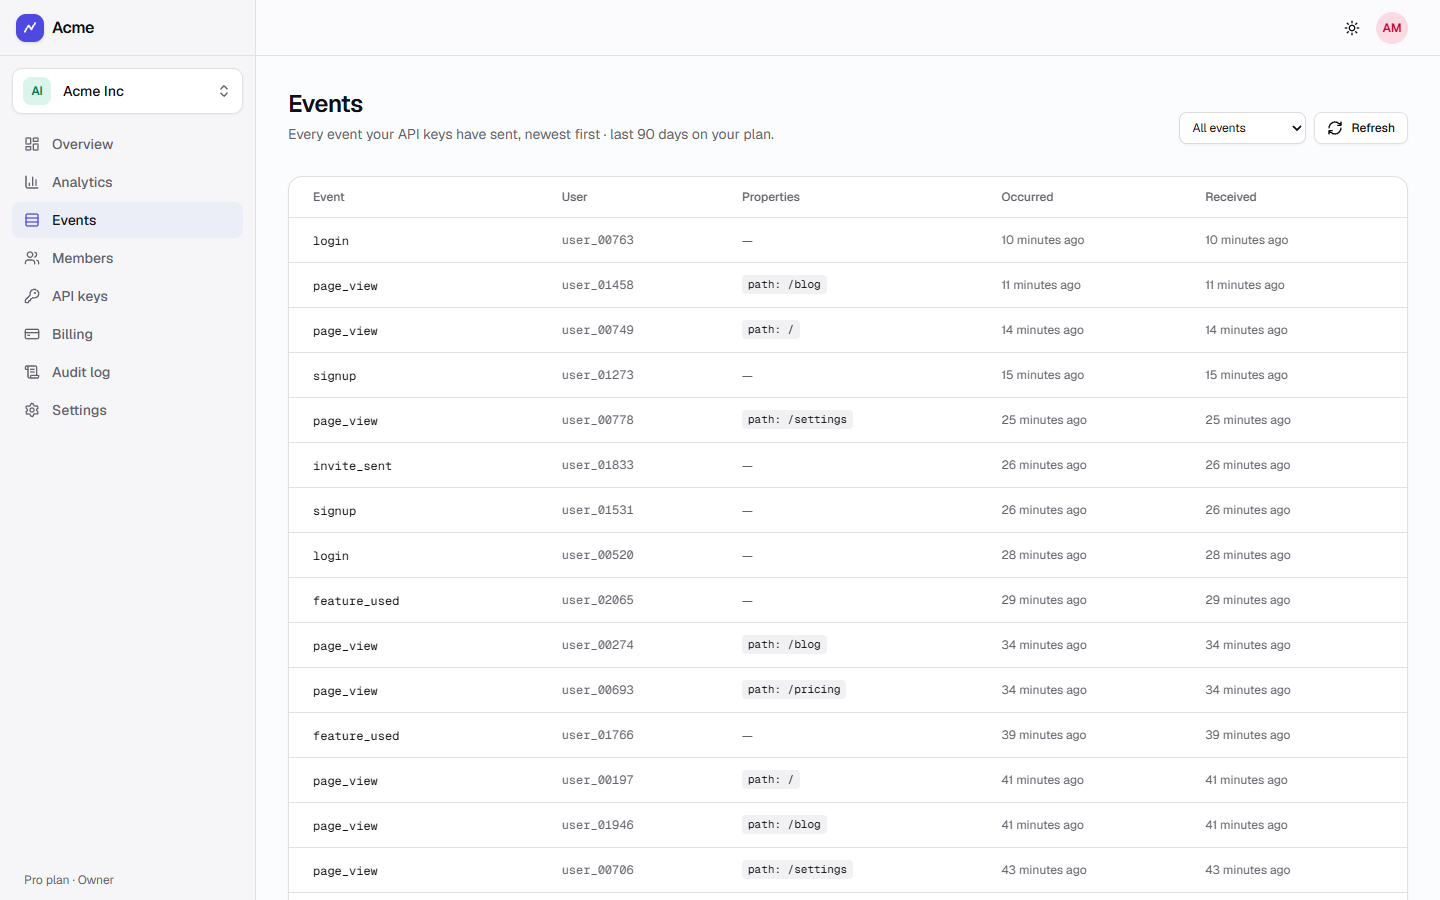 Acme
AM
AI Acme Inc
Overview
Analytics
Events
Members
API keys
Billing
Audit log
Settings
Pro plan · Owner
Events
Every event your API keys have sent, newest first · last 90 days on your plan.
All events
Refresh
Event User Properties Occurred Received
login user_00763 — 10 minutes ago 10 minutes ago
page_view user_01458 path: /blog 11 minutes ago 11 minutes ago
page_view user_00749 path: / 14 minutes ago 14 minutes ago
signup user_01273 — 15 minutes ago 15 minutes ago
page_view user_00778 path: /settings 25 minutes ago 25 minutes ago
invite_sent user_01833 — 26 minutes ago 26 minutes ago
signup user_01531 — 26 minutes ago 26 minutes ago
login user_00520 — 28 minutes ago 28 minutes ago
feature_used user_02065 — 29 minutes ago 29 minutes ago
page_view user_00274 path: /blog 34 minutes ago 34 minutes ago
page_view user_00693 path: /pricing 34 minutes ago 34 minutes ago
feature_used user_01766 — 39 minutes ago 39 minutes ago
page_view user_00197 path: / 41 minutes ago 41 minutes ago
page_view user_01946 path: /blog 41 minutes ago 41 minutes ago
page_view user_00706 path: /settings 43 minutes ago 43 minutes ago